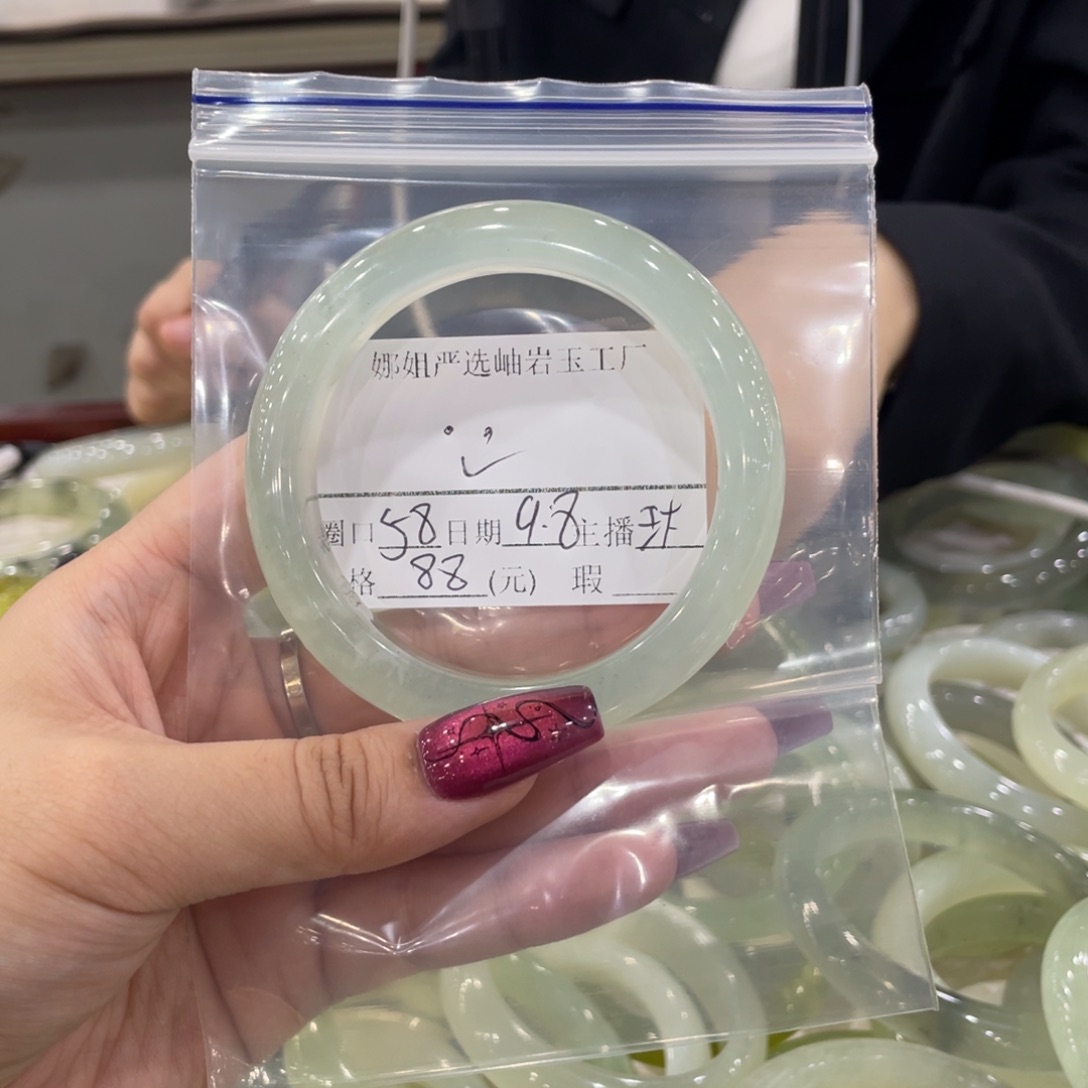 娜姐严选岫岩玉工厂
圈口 58 日期 9.8 主播
格 88 (元) 瑕